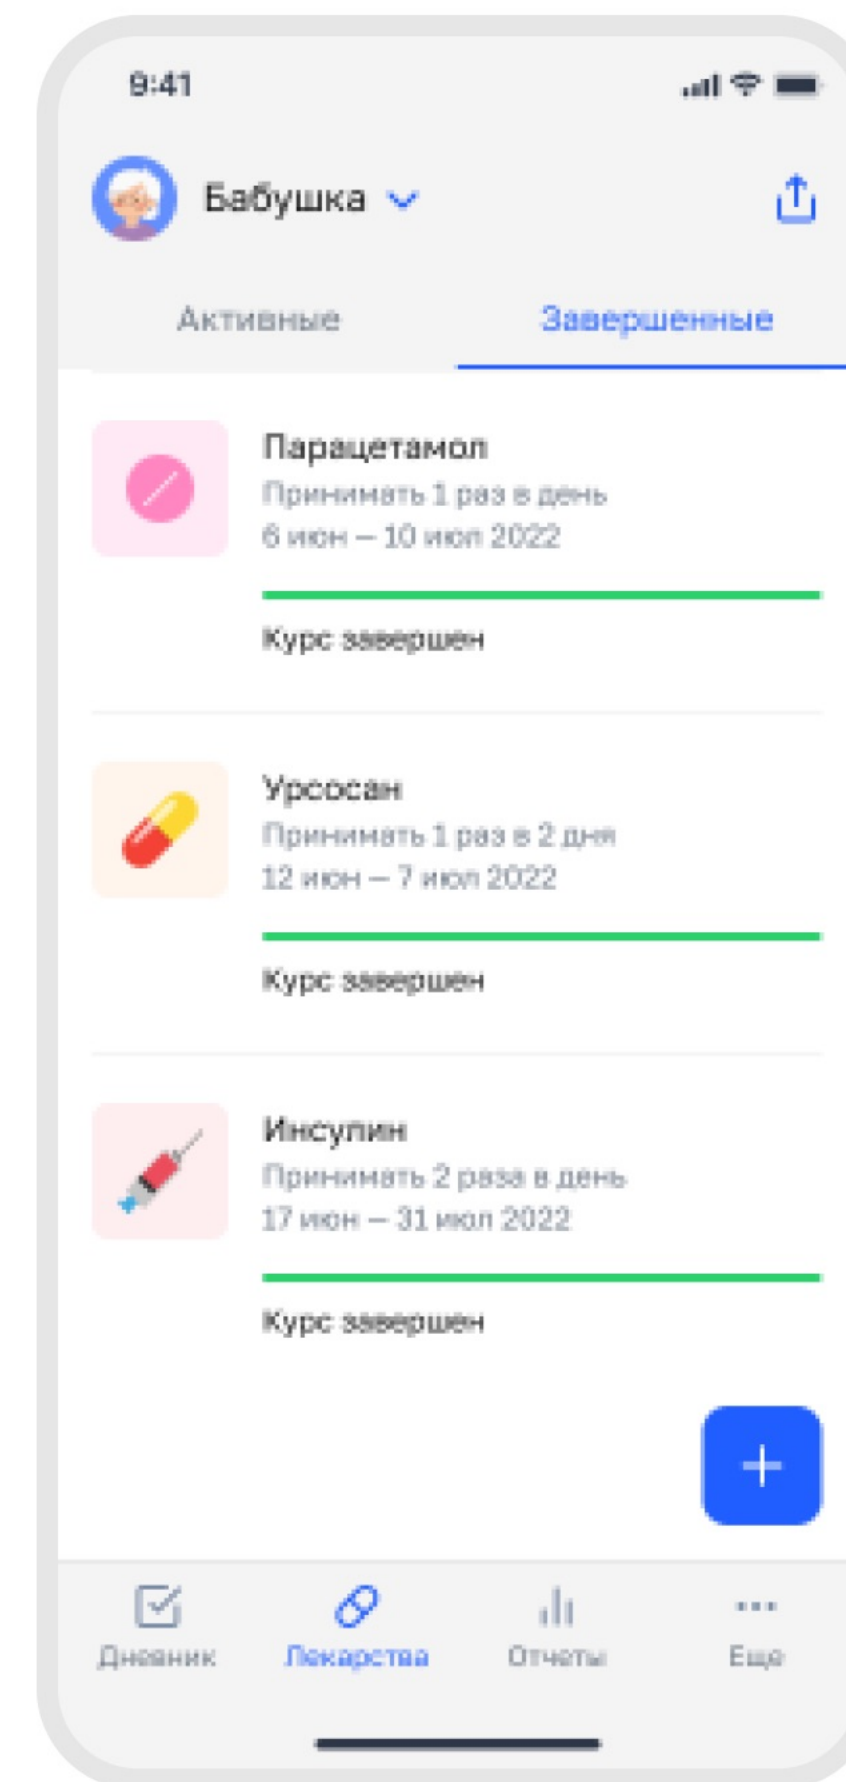 9:41
Бабушка
Активные
Завершенные
Парацетамол
Принимать 1 раз в день
6 июн — 10 июл 2022
Курс завершен
Урсосан
Принимать 1 раз в 2 дня
12 июн — 7 июл 2022
Курс завершен
Инсулин
Принимать 2 раза в день
17 июн — 31 июл 2022
Курс завершен
Дневник
Лекарства
Отчеты
Еще